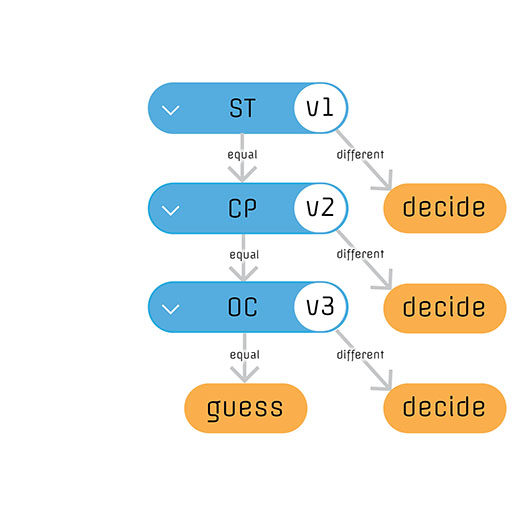 ST v1
equal different
decide
CP v2
equal different
decide
OC v3
equal different
guess decide